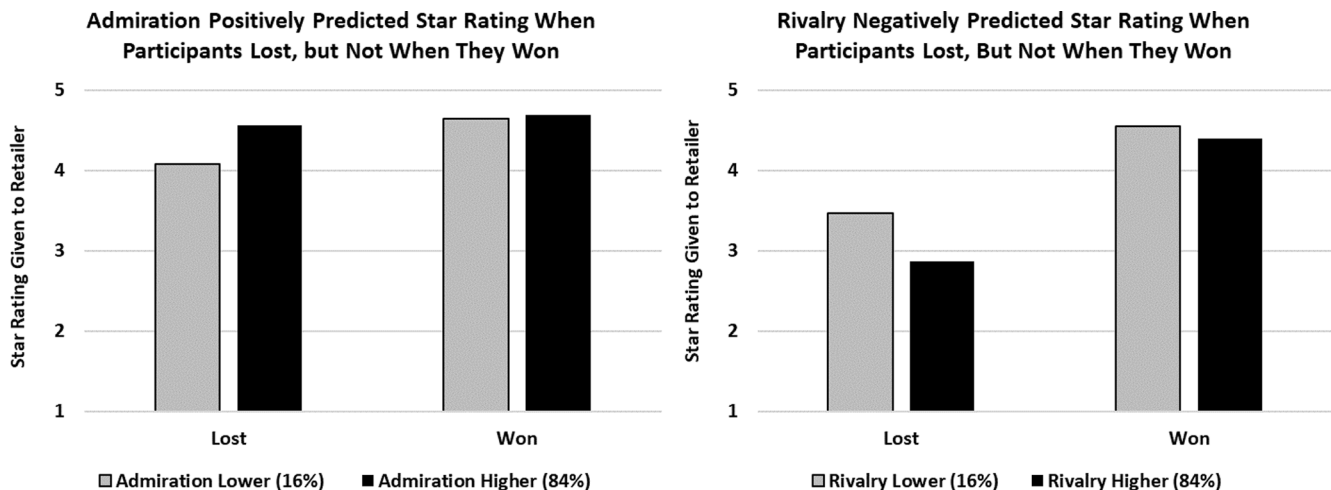 Admiration Positively Predicted Star Rating When
Participants Lost, but Not When They Won
Star Rating Given to Retailer
5
4
3
2
1
Lost
Won
Admiration Lower (16%)
Admiration Higher (84%)
Rivalry Negatively Predicted Star Rating When
Participants Lost, But Not When They Won
Star Rating Given to Retailer
5
4
3
2
1
Lost
Won
Rivalry Lower (16%)
Rivalry Higher (84%)